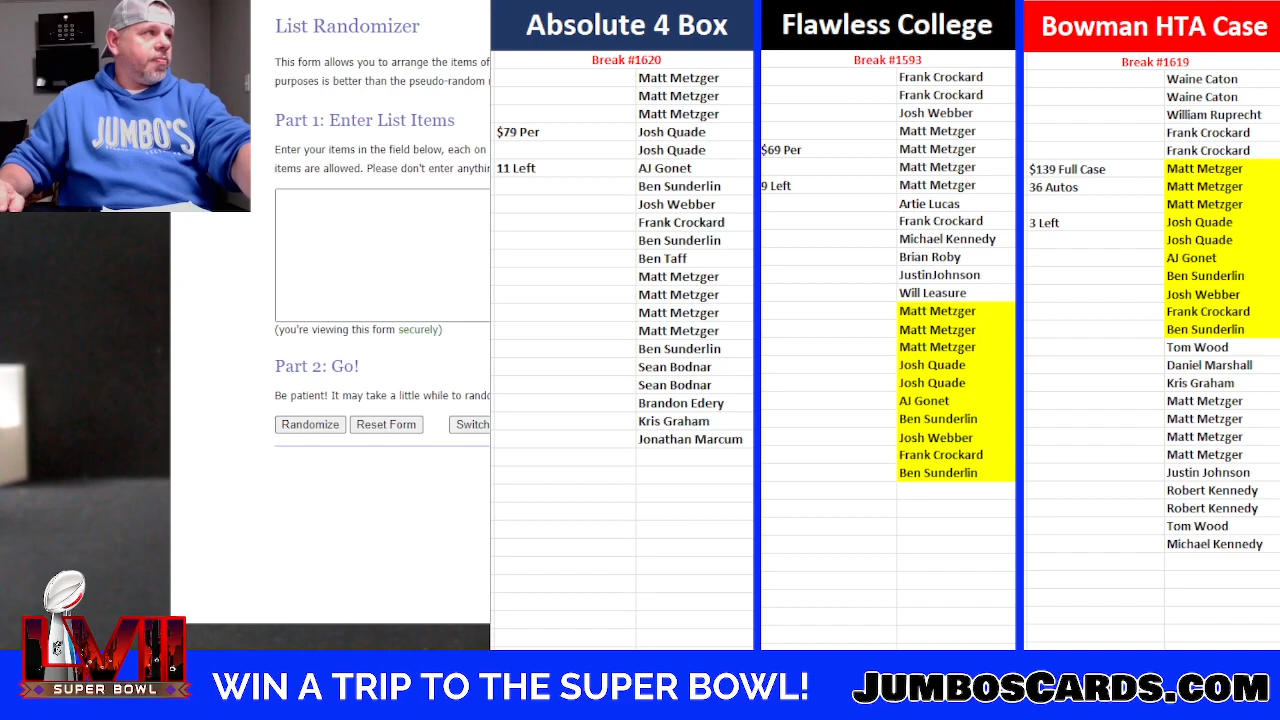 JUMBO'S
List Randomizer
This form allows you to arrange the items of
purposes is better than the pseudo-random
Part 1: Enter List Items
Enter your items in the field below, each on
items are allowed. Please don't enter anythin
(you're viewing this form securely)
Part 2: Go!
Be patient! It may take a little while to rando
Randomize
Reset Form
Switch
Absolute 4 Box
Break #1620
Matt Metzger
Matt Metzger
Matt Metzger
$79 Per Josh Quade
Josh Quade
11 Left AJ Gonet
Ben Sunderlin
Josh Webber
Frank Crockard
Ben Sunderlin
Ben Taff
Matt Metzger
Matt Metzger
Matt Metzger
Matt Metzger
Ben Sunderlin
Sean Bodnar
Sean Bodnar
Brandon Edery
Kris Graham
Jonathan Marcum
Flawless College
Break #1593
Frank Crockard
Frank Crockard
Josh Webber
Matt Metzger
$69 Per Matt Metzger
Matt Metzger
9 Left Matt Metzger
Artie Lucas
Frank Crockard
Michael Kennedy
Brian Roby
JustinJohnson
Will Leasure
Matt Metzger
Matt Metzger
Matt Metzger
Josh Quade
Josh Quade
AJ Gonet
Ben Sunderlin
Josh Webber
Frank Crockard
Ben Sunderlin
Bowman HTA Case
Break #1619
Waine Caton
Waine Caton
William Ruprecht
Frank Crockard
Frank Crockard
$139 Full Case Matt Metzger
36 Autos Matt Metzger
Matt Metzger
3 Left Josh Quade
Josh Quade
AJ Gonet
Ben Sunderlin
Josh Webber
Frank Crockard
Ben Sunderlin
Tom Wood
Daniel Marshall
Kris Graham
Matt Metzger
Matt Metzger
Matt Metzger
Matt Metzger
Justin Johnson
Robert Kennedy
Robert Kennedy
Tom Wood
Michael Kennedy
LVII
SUPER BOWL
WIN A TRIP TO THE SUPER BOWL!
JUMBOSCARDS.COM